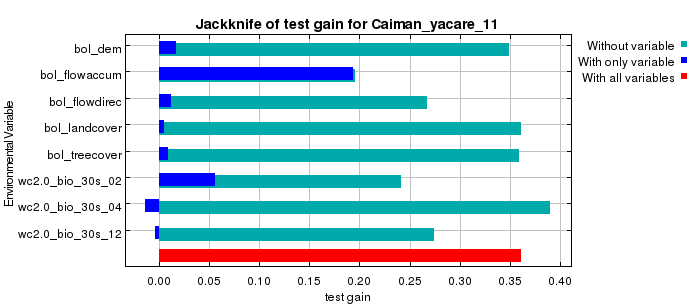 Jackknife of test gain for Caiman_yacare_11
Environmental Variable
bol_dem
bol_flowaccum
bol_flowdirec
bol_landcover
bol_treecover
wc2.0_bio_30s_02
wc2.0_bio_30s_04
wc2.0_bio_30s_12
0.00 0.05 0.10 0.15 0.20 0.25 0.30 0.35 0.40
test gain
Without variable
With only variable
With all variables